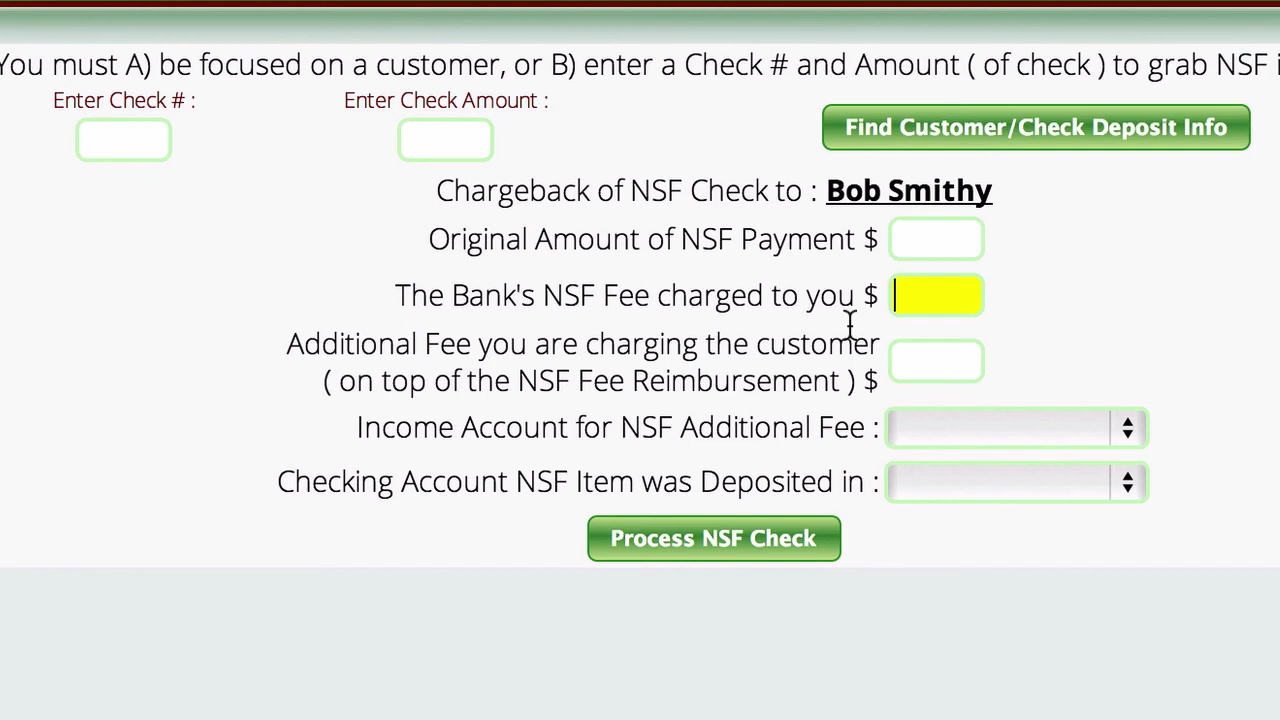 You must A) be focused on a customer, or B) enter a Check # and Amount ( of check ) to grab NSF
Enter Check # :
Enter Check Amount :
Find Customer/Check Deposit Info
Chargeback of NSF Check to : Bob Smithy
Original Amount of NSF Payment $
The Bank's NSF Fee charged to you $
Additional Fee you are charging the customer
( on top of the NSF Fee Reimbursement ) $
Income Account for NSF Additional Fee :
Checking Account NSF Item was Deposited in :
Process NSF Check